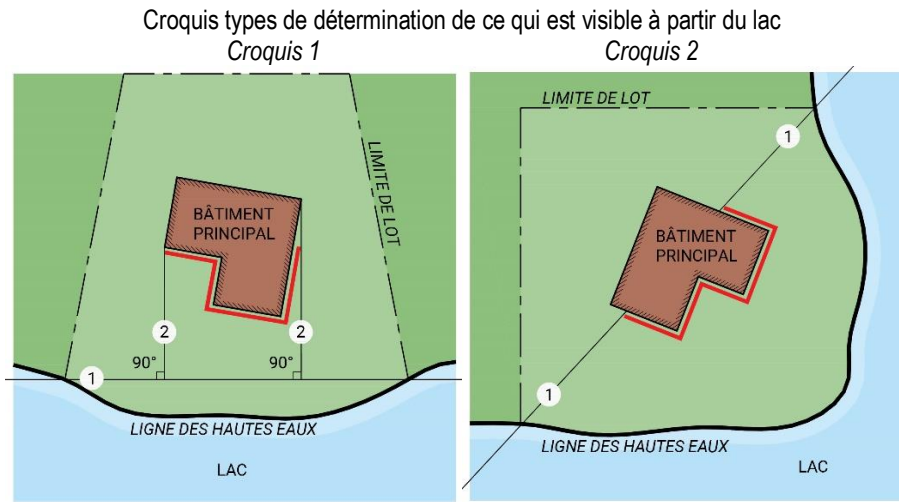 Croquis types de détermination de ce qui est visible à partir du lac
Croquis 1
LIMITE DE LOT
BÂTIMENT
PRINCIPAL
2
2
90°
90°
1
LIGNE DES HAUTES EAUX
LAC
Croquis 2
LIMITE DE LOT
1
BÂTIMENT
PRINCIPAL
1
LIGNE DES HAUTES EAUX
LAC